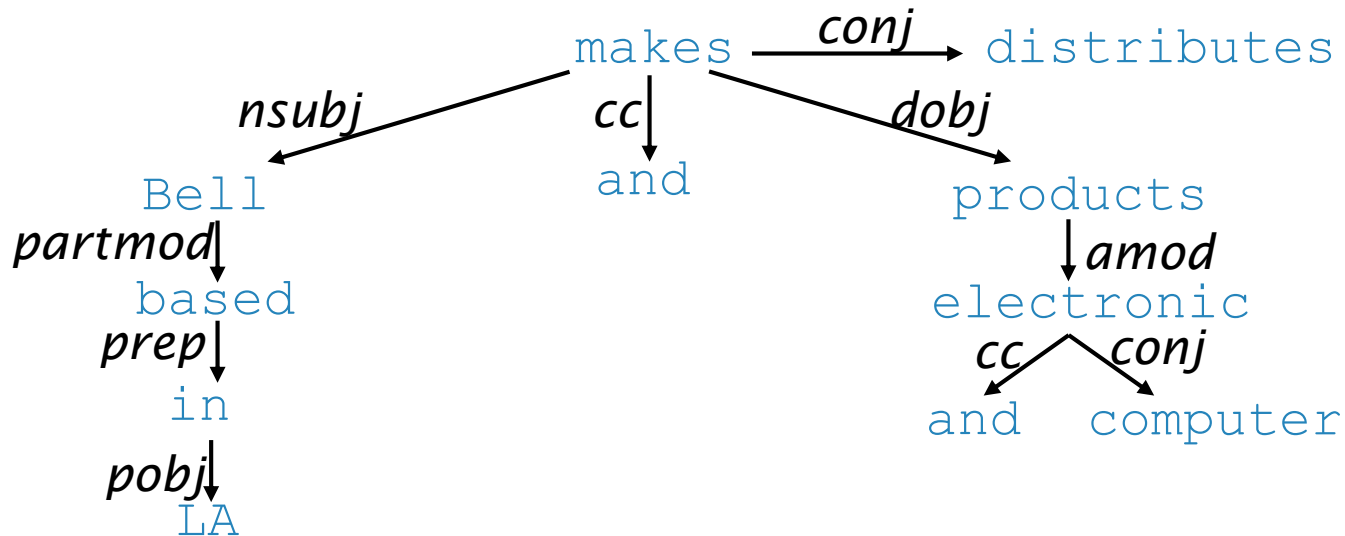 makes conj distributes
nsubj cc dobj
Bell and products
partmod amod
based electronic
prep cc conj
in and computer
pobj
LA